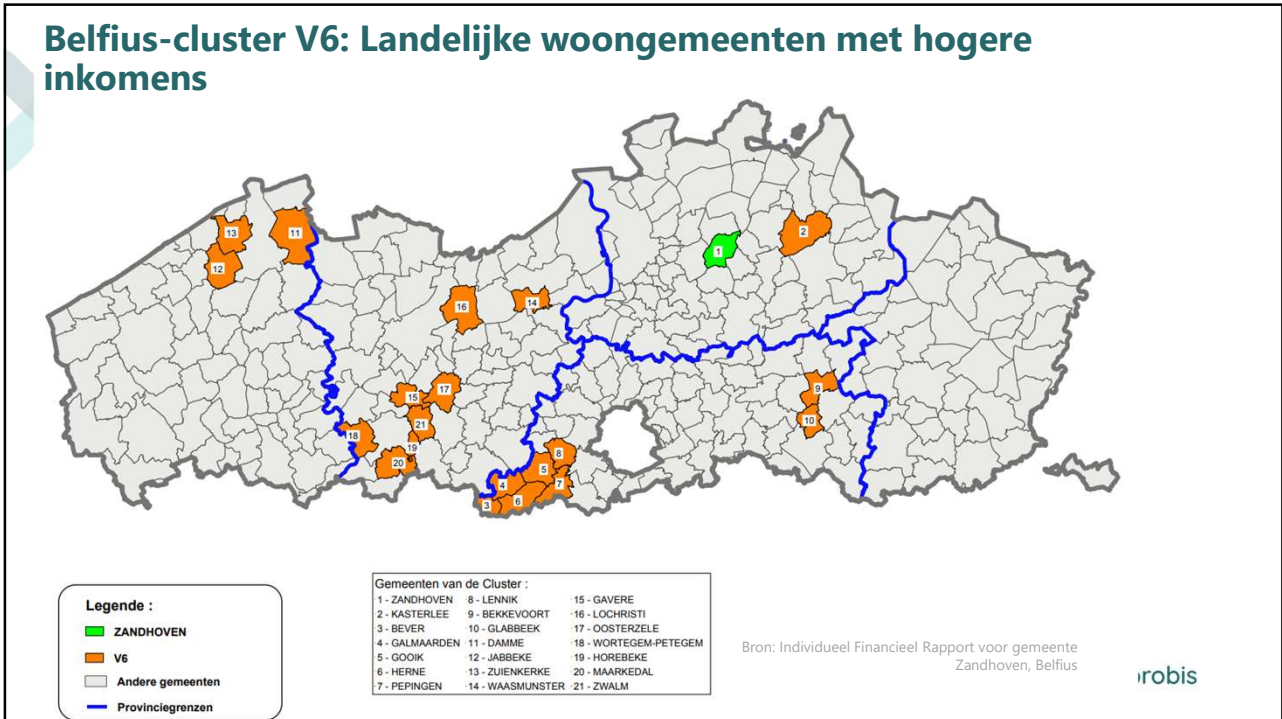 Belfius-cluster V6: Landelijke woongemeenten met hogere
inkomens
13
11
12
2
1
16
14
15
17
21
18
19
20
9
10
8
5
4
7
6
3
Legende :
ZANDHOVEN
V6
Andere gemeenten
Provinciegrenzen
Gemeenten van de Cluster :
1 - ZANDHOVEN 8 - LENNIK 15 - GAVERE
2 - KASTERLEE 9 - BEKKEVOORT 16 - LOCHRISTI
3 - BEVER 10 - GLABBEEK 17 - OOSTERZELE
4 - GALMAARDEN 11 - DAMME 18 - WORTEGEM-PETEGEM
5 - GOOIK 12 - JABBEKE 19 - HOREBEKE
6 - HERNE 13 - ZUIENKERKE 20 - MAARKEDAL
7 - PEPINGEN 14 - WAASMUNSTER 21 - ZWALM
Bron: Individueel Financieel Rapport voor gemeente
Zandhoven, Belfius
robis